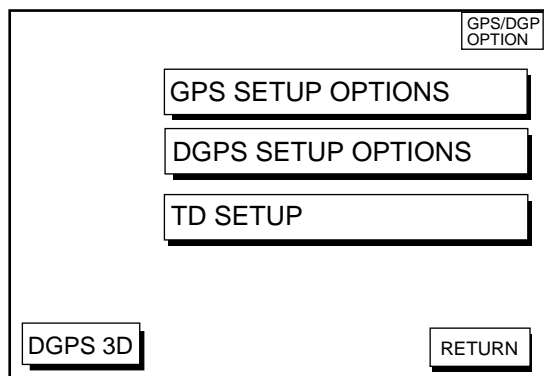 GPS/DGP
OPTION
GPS SETUP OPTIONS
DGPS SETUP OPTIONS
TD SETUP
DGPS 3D
RETURN